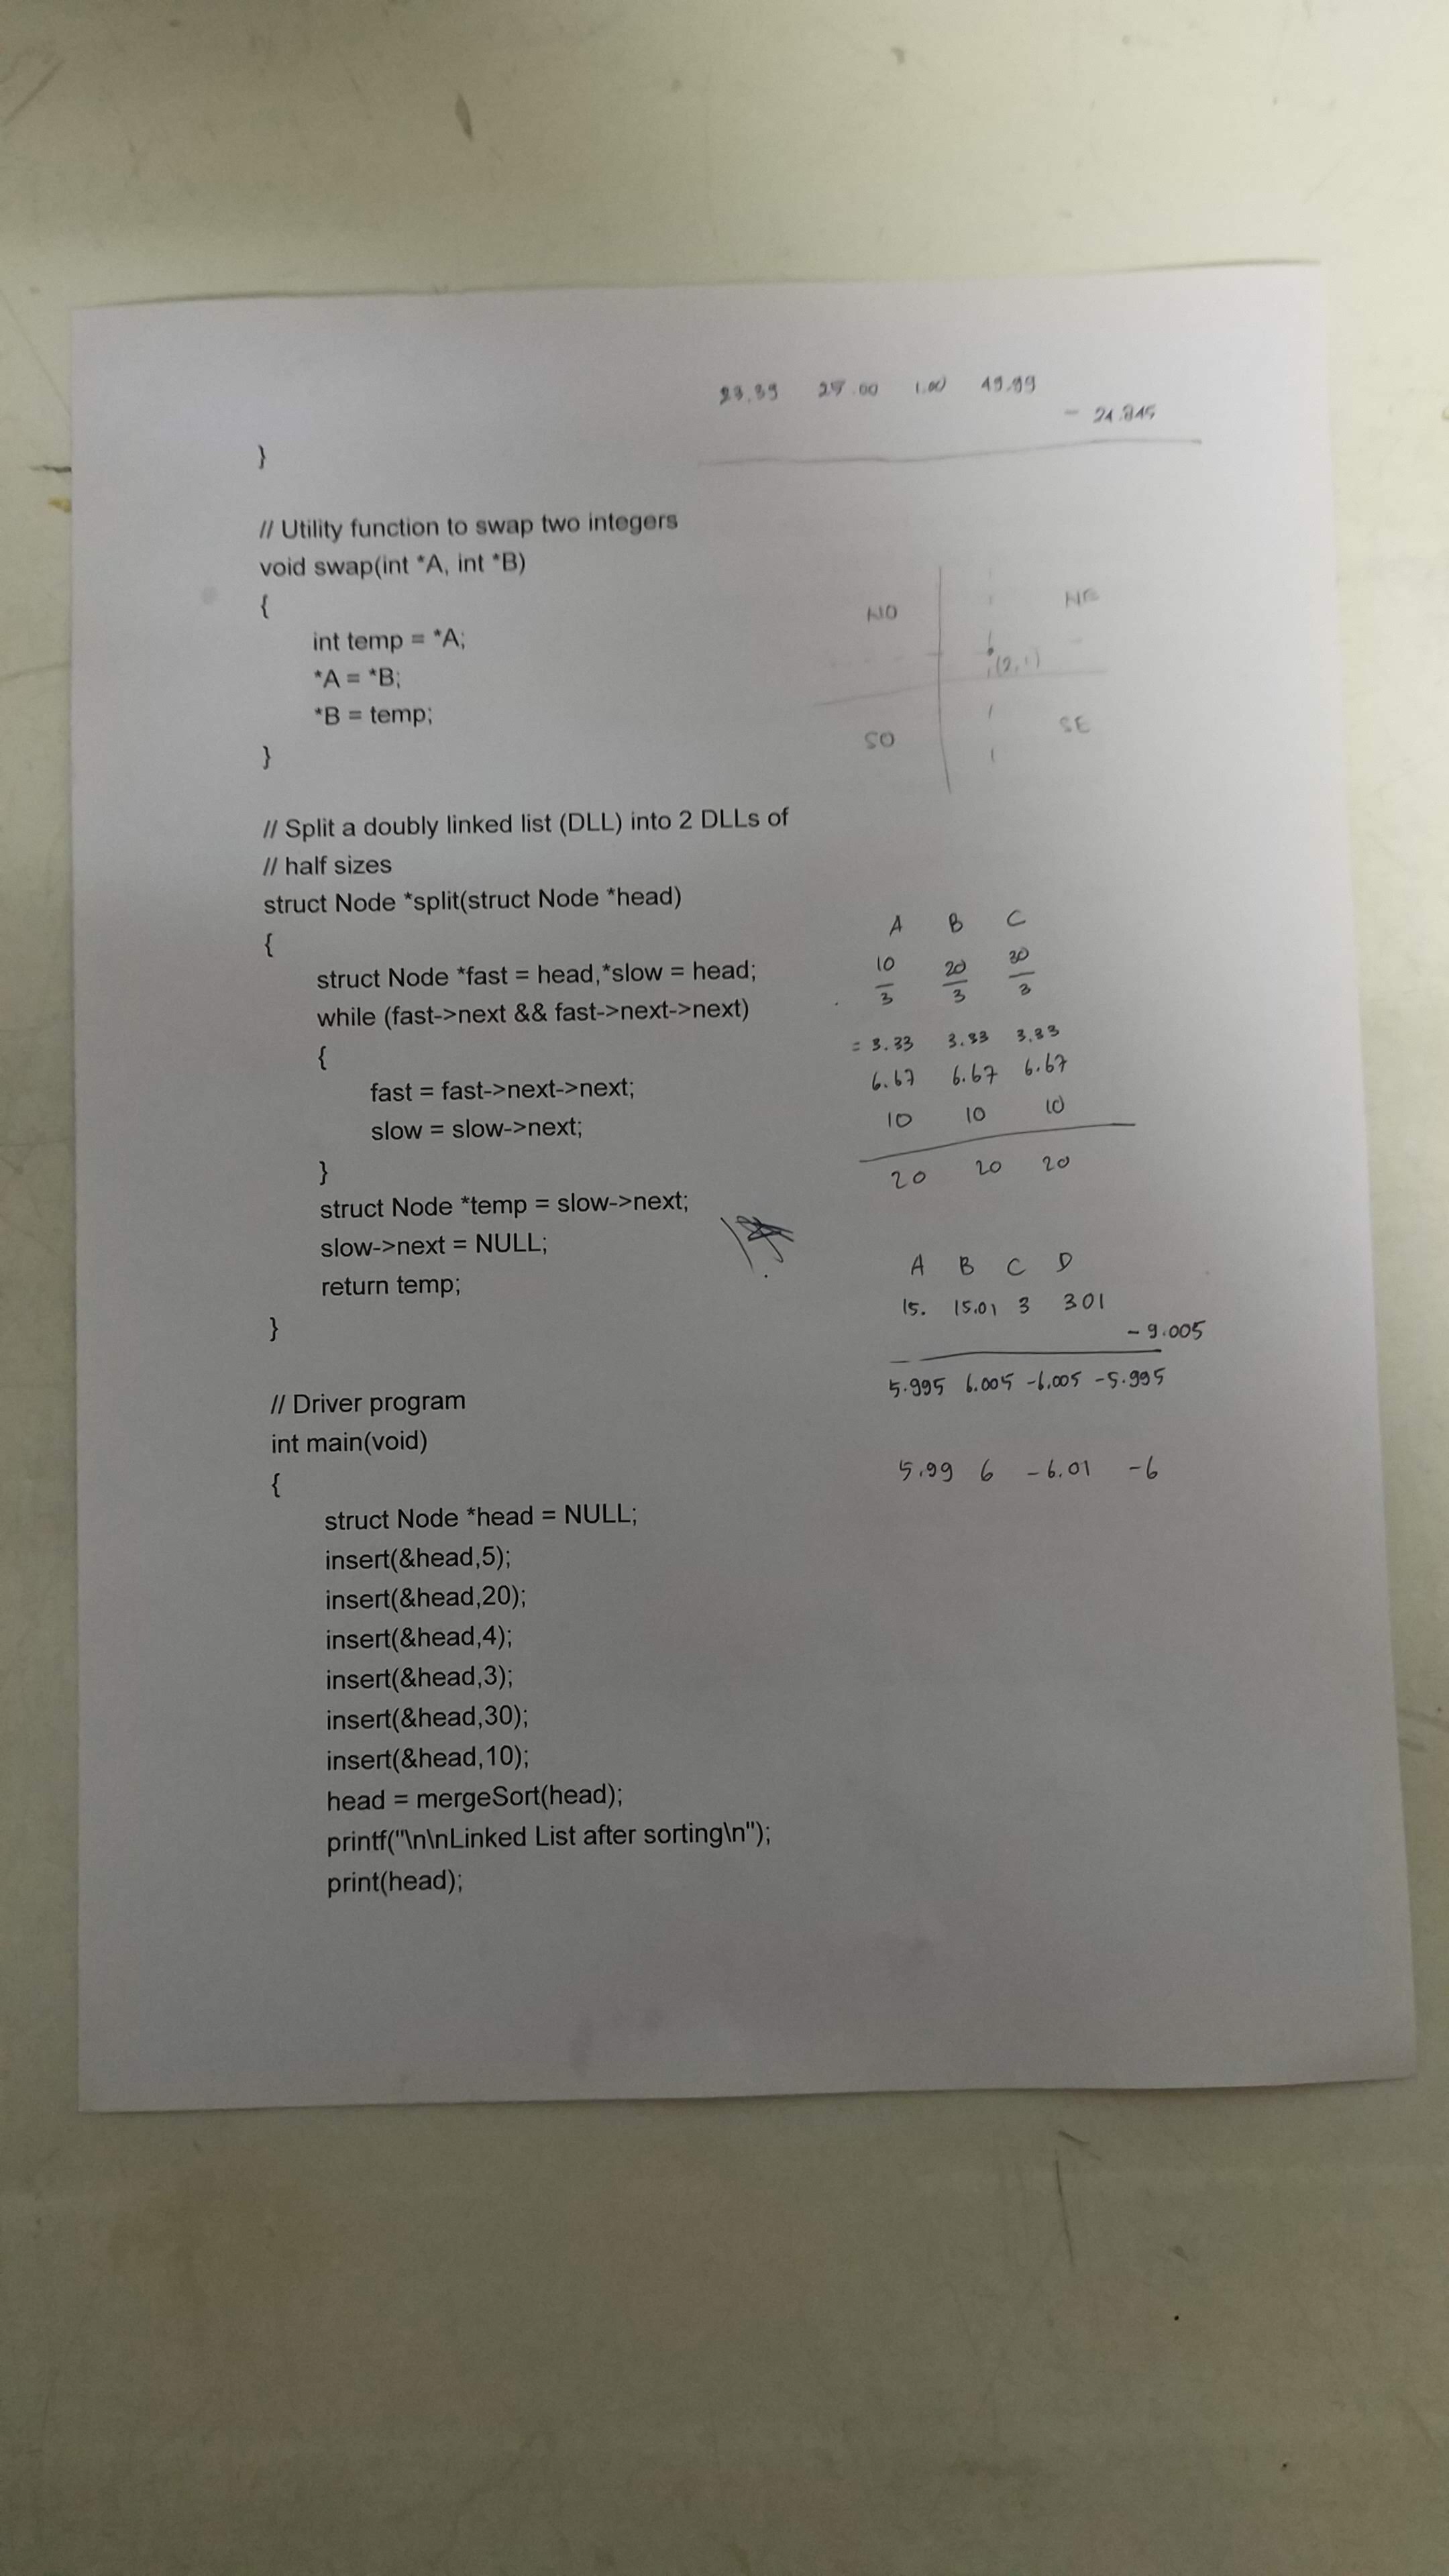 23.39 25.00 1.00 49.99
- 24.845
}
// Utility function to swap two integers
void swap(int *A, int *B)
{
int temp = *A;
*A = *B;
*B = temp;
}
NO NE
(2,1)
SO SE
// Split a doubly linked list (DLL) into 2 DLLs of
// half sizes
struct Node *split(struct Node *head)
{
struct Node *fast = head,*slow = head;
while (fast->next && fast->next->next)
{
fast = fast->next->next;
slow = slow->next;
}
struct Node *temp = slow->next;
slow->next = NULL;
return temp;
}
A B C
10 20 30
3 3 3
= 3.33 3.33 3.33
6.67 6.67 6.67
10 10 10
20 20 20
A B C D
15. 15.01 3 3 01
- 9.005
5.995 6.005 -6.005 -5.995
5.99 6 -6.01 -6
// Driver program
int main(void)
{
struct Node *head = NULL;
insert(&head,5);
insert(&head,20);
insert(&head,4);
insert(&head,3);
insert(&head,30);
insert(&head,10);
head = mergeSort(head);
printf("\n\nLinked List after sorting\n");
print(head);